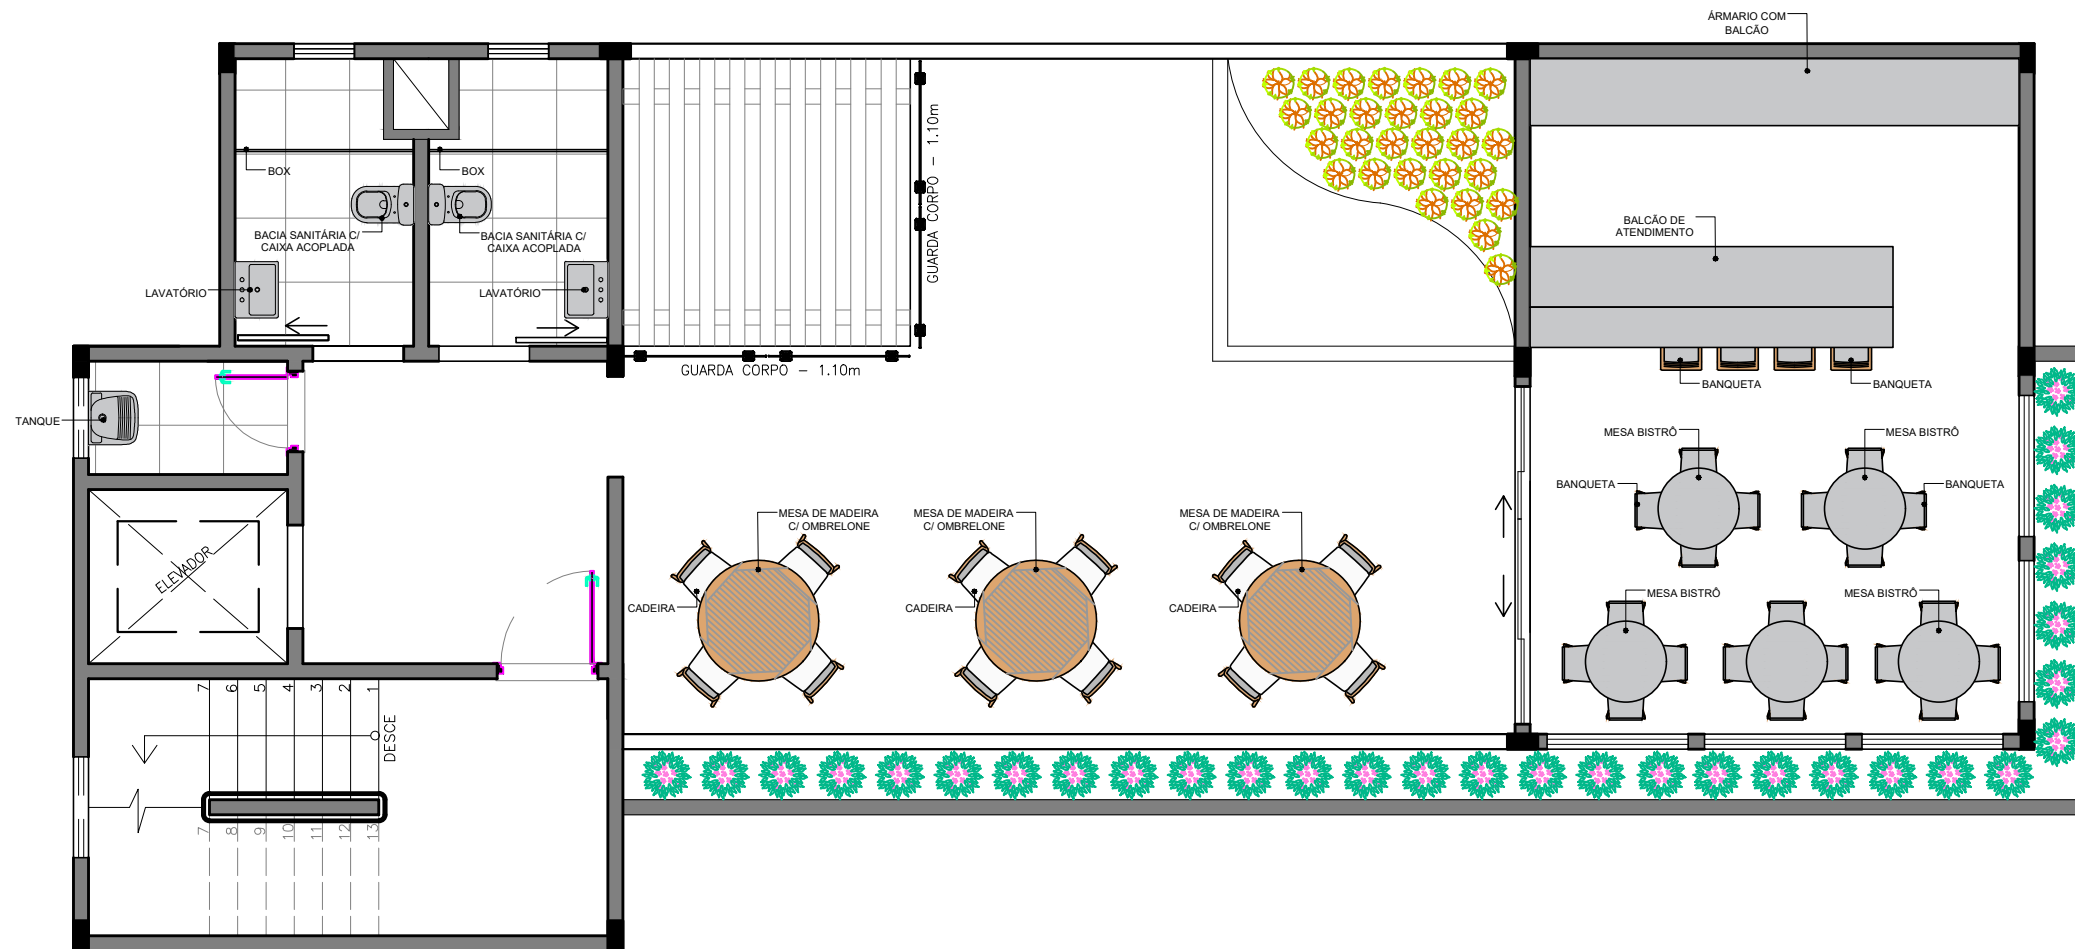 ÁRMARIO COM
BALCÃO
GUARDA CORPO - 1.10m
BOX
BOX
BACIA SANITÁRIA C/
CAIXA ACOPLADA
BACIA SANITÁRIA C/
CAIXA ACOPLADA
BALCÃO DE
ATENDIMENTO
LAVATÓRIO
LAVATÓRIO
GUARDA CORPO - 1.10m
BANQUETA
BANQUETA
TANQUE
MESA BISTRÔ
MESA BISTRÔ
BANQUETA
BANQUETA
MESA DE MADEIRA
C/ OMBRELONE
MESA DE MADEIRA
C/ OMBRELONE
MESA DE MADEIRA
C/ OMBRELONE
ELEVADOR
CADEIRA
CADEIRA
CADEIRA
MESA BISTRÔ
MESA BISTRÔ
7 6 5 4 3 2 1
DESCE
7 8 9 10 11 12 13